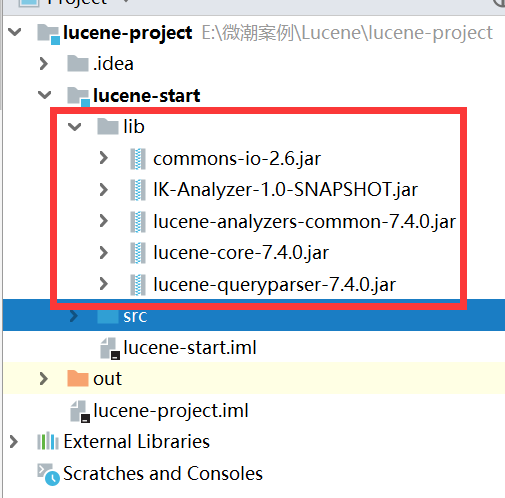 Project
lucene-project E:\微潮案例\Lucene\lucene-project
.idea
lucene-start
lib
commons-io-2.6.jar
IK-Analyzer-1.0-SNAPSHOT.jar
lucene-analyzers-common-7.4.0.jar
lucene-core-7.4.0.jar
lucene-queryparser-7.4.0.jar
src
lucene-start.iml
out
lucene-project.iml
External Libraries
Scratches and Consoles